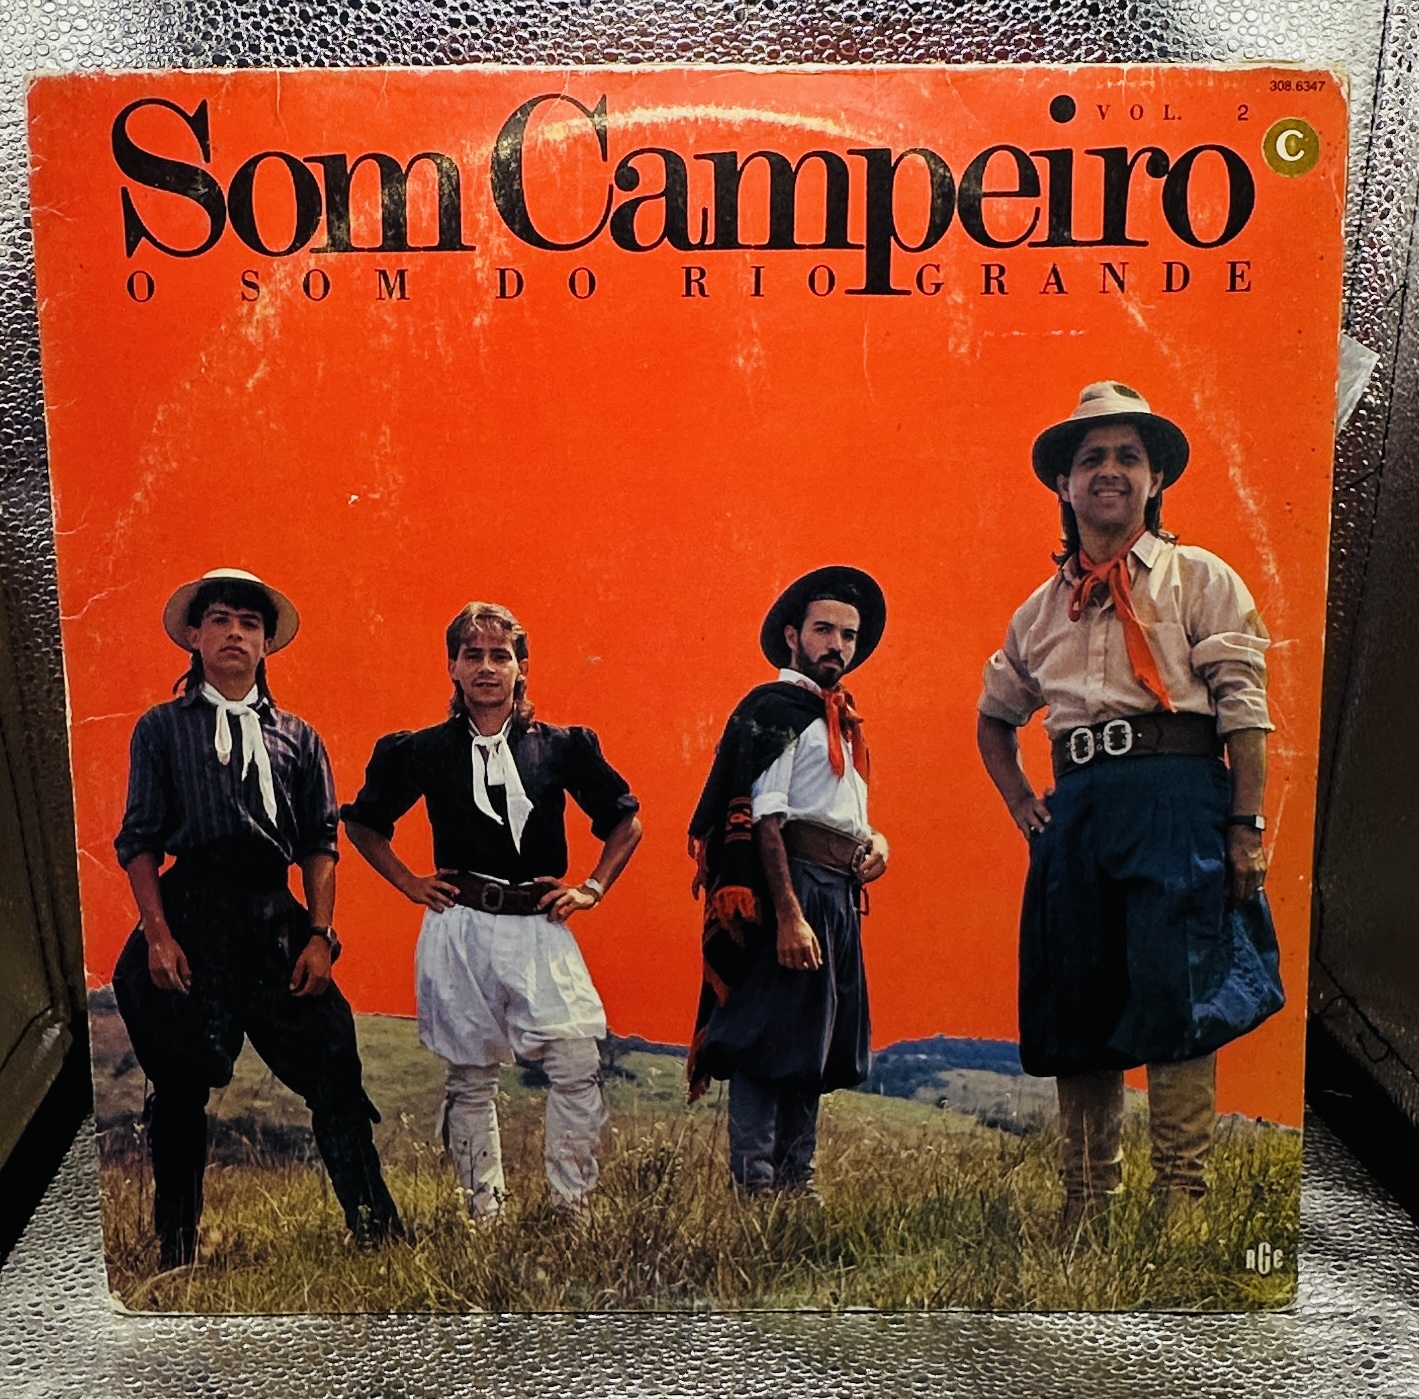 308.6347
VOL. 2
Som Campeiro
C
O SOM DO RIO GRANDE
RGE